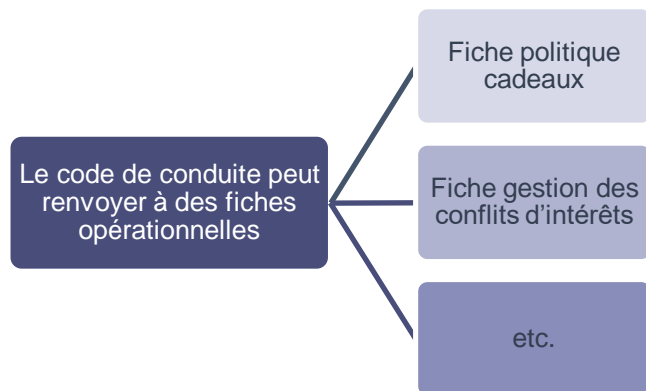 Le code de conduite peut
renvoyer à des fiches
opérationnelles
Fiche politique
cadeaux
Fiche gestion des
conflits d’intérêts
etc.